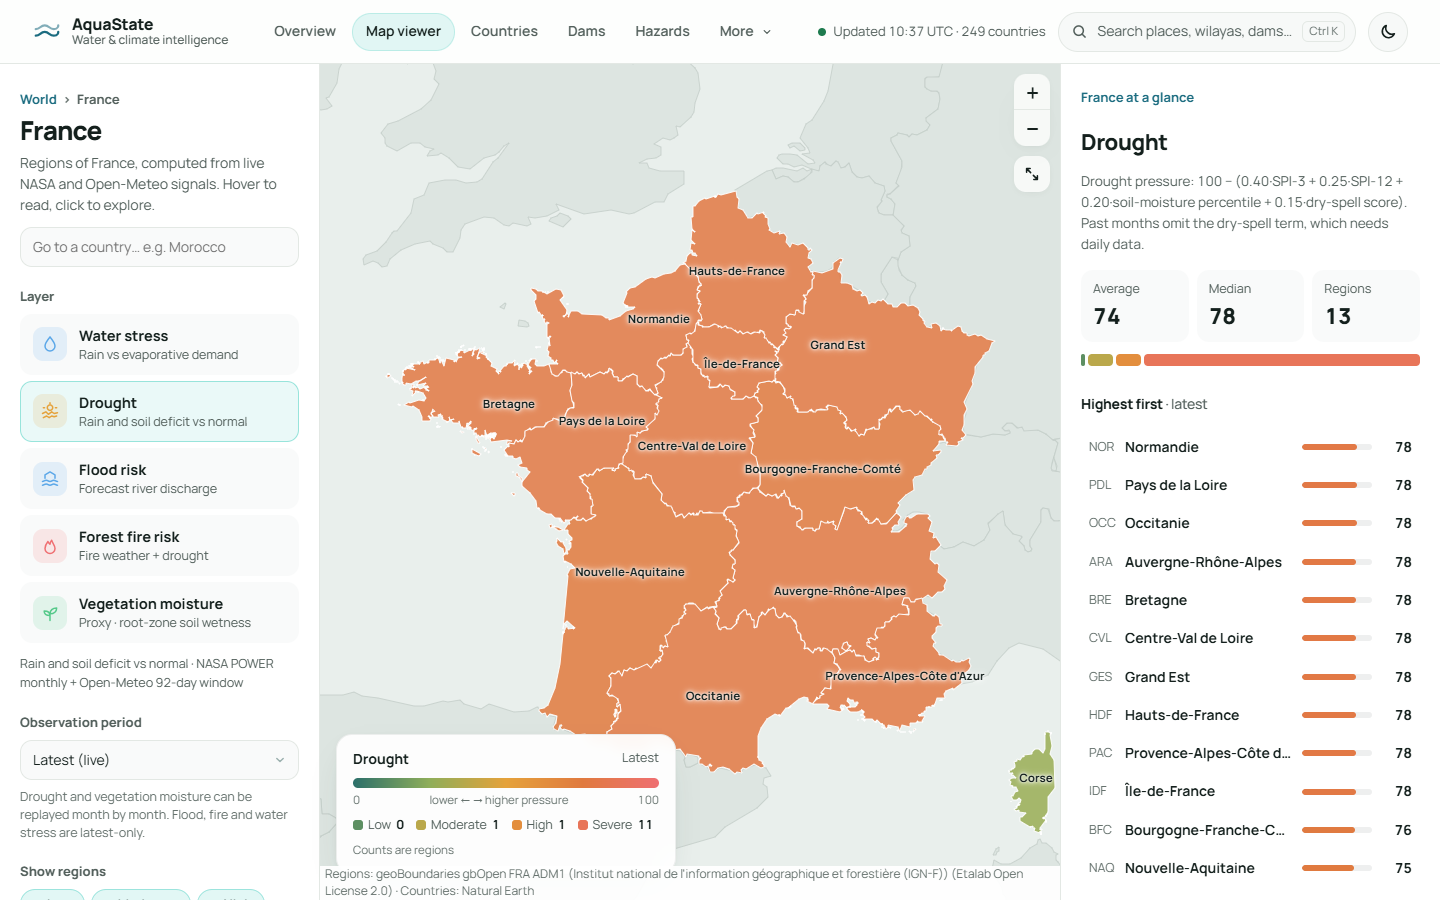 AquaState
Water & climate intelligence
Overview
Map viewer
Countries
Dams
Hazards
More
Updated 10:37 UTC · 249 countries
Search places, wilayas, dams...
Ctrl K
World › France
France
Regions of France, computed from live
NASA and Open-Meteo signals. Hover to
read, click to explore.
Go to a country... e.g. Morocco
Layer
Water stress
Rain vs evaporative demand
Drought
Rain and soil deficit vs normal
Flood risk
Forecast river discharge
Forest fire risk
Fire weather + drought
Vegetation moisture
Proxy · root-zone soil wetness
Rain and soil deficit vs normal · NASA POWER
monthly + Open-Meteo 92-day window
Observation period
Latest (live)
Drought and vegetation moisture can be
replayed month by month. Flood, fire and water
stress are latest-only.
Show regions
+
−
Hauts-de-France
Normandie
Grand Est
Île-de-France
Bretagne
Pays de la Loire
Centre-Val de Loire
Bourgogne-Franche-Comté
Nouvelle-Aquitaine
Auvergne-Rhône-Alpes
Provence-Alpes-Côte d'Azur
Occitanie
Corse
Drought
Latest
0
lower ← → higher pressure
100
Low 0
Moderate 1
High 1
Severe 11
Counts are regions
Regions: geoBoundaries gbOpen FRA ADM1 (Institut national de l'information géographique et forestière (IGN-F)) (Etalab Open
License 2.0) · Countries: Natural Earth
France at a glance
Drought
Drought pressure: 100 − (0.40·SPI-3 + 0.25·SPI-12 +
0.20·soil-moisture percentile + 0.15·dry-spell score).
Past months omit the dry-spell term, which needs
daily data.
Average
74
Median
78
Regions
13
Highest first · latest
NOR Normandie 78
PDL Pays de la Loire 78
OCC Occitanie 78
ARA Auvergne-Rhône-Alpes 78
BRE Bretagne 78
CVL Centre-Val de Loire 78
GES Grand Est 78
HDF Hauts-de-France 78
PAC Provence-Alpes-Côte d... 78
IDF Île-de-France 78
BFC Bourgogne-Franche-C... 76
NAQ Nouvelle-Aquitaine 75